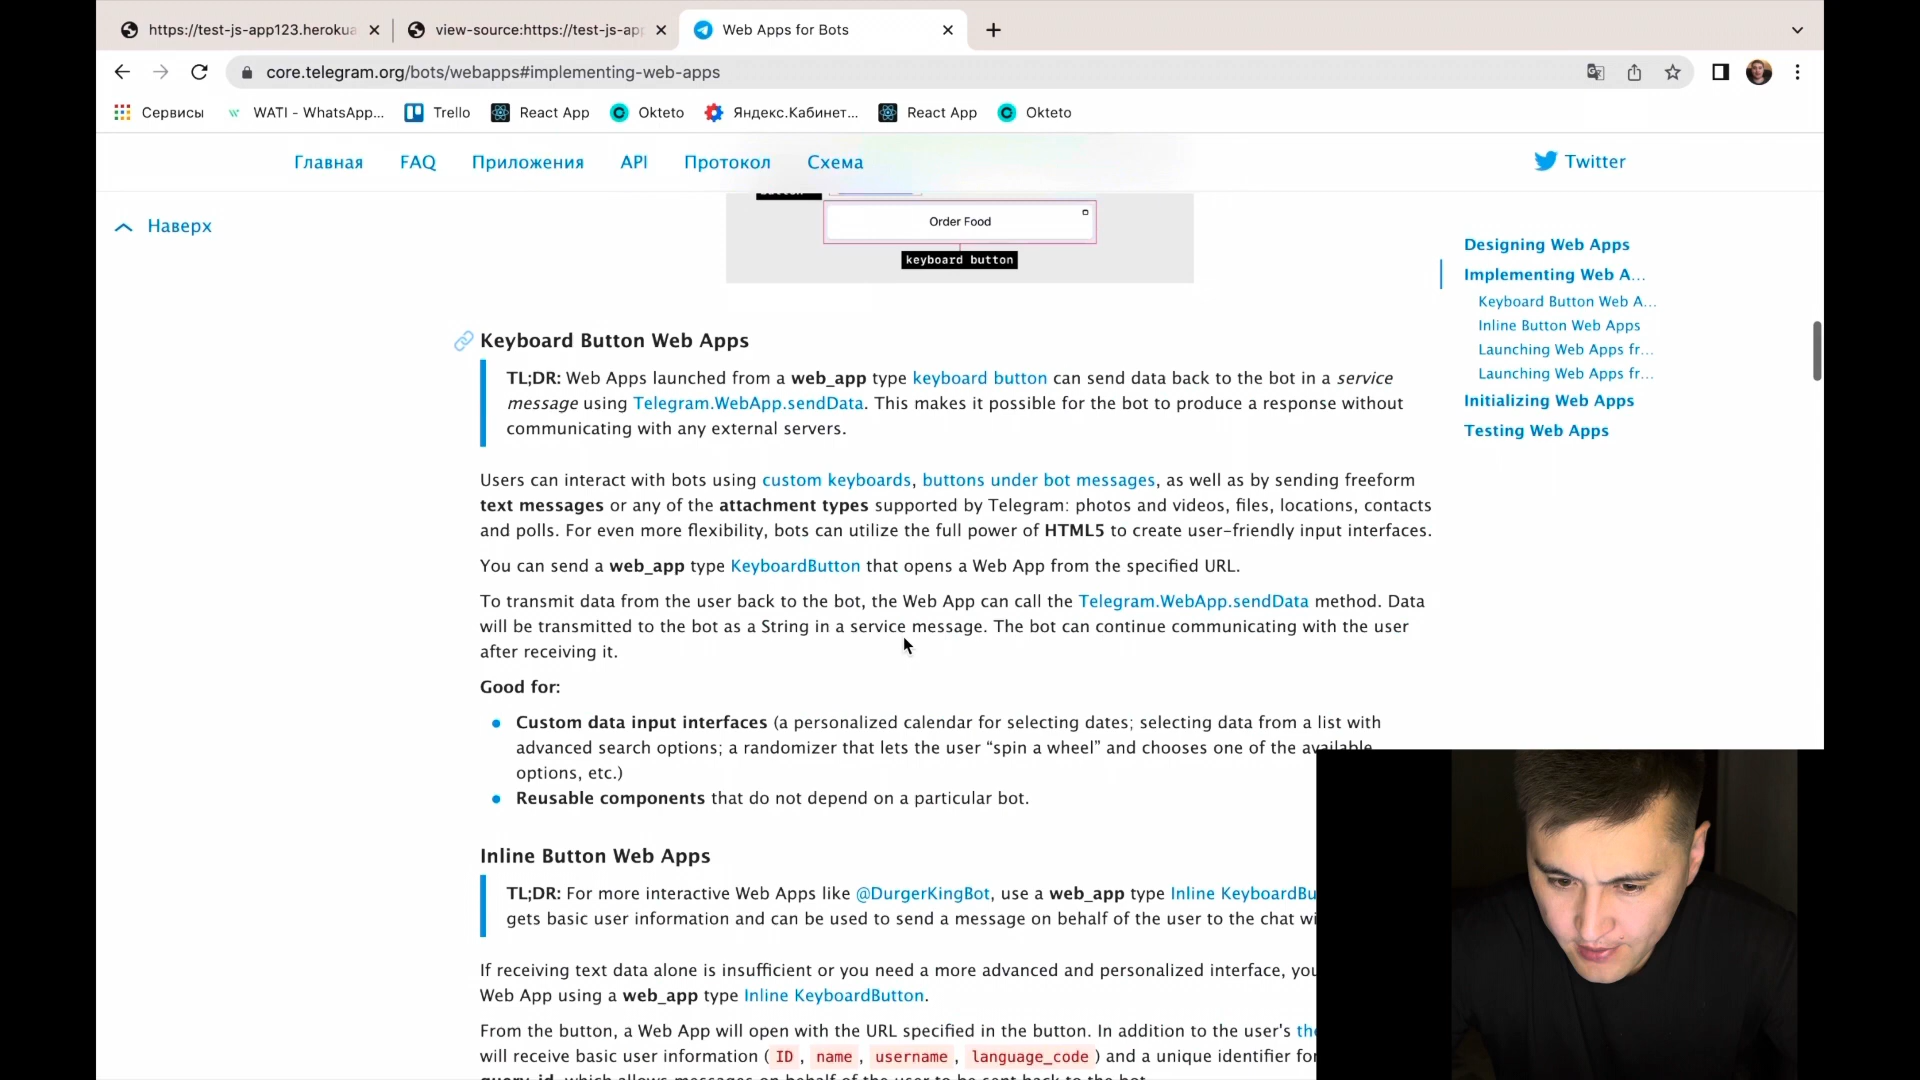 https://test-js-app123.heroku
view-source:https://test-js-ap
Web Apps for Bots
core.telegram.org/bots/webapps#implementing-web-apps
Сервисы
WATI - WhatsApp...
Trello
React App
Okteto
Яндекс.Кабинет...
React App
Okteto
Главная
FAQ
Приложения
API
Протокол
Схема
Twitter
Наверх
Order Food
keyboard button
Designing Web Apps
Implementing Web A...
Keyboard Button Web A...
Inline Button Web Apps
Launching Web Apps fr...
Launching Web Apps fr...
Initializing Web Apps
Testing Web Apps
Keyboard Button Web Apps
TL;DR: Web Apps launched from a web_app type keyboard button can send data back to the bot in a service
message using Telegram.WebApp.sendData. This makes it possible for the bot to produce a response without
communicating with any external servers.
Users can interact with bots using custom keyboards, buttons under bot messages, as well as by sending freeform
text messages or any of the attachment types supported by Telegram: photos and videos, files, locations, contacts
and polls. For even more flexibility, bots can utilize the full power of HTML5 to create user-friendly input interfaces.
You can send a web_app type KeyboardButton that opens a Web App from the specified URL.
To transmit data from the user back to the bot, the Web App can call the Telegram.WebApp.sendData method. Data
will be transmitted to the bot as a String in a service message. The bot can continue communicating with the user
after receiving it.
Good for:
Custom data input interfaces (a personalized calendar for selecting dates; selecting data from a list with
advanced search options; a randomizer that lets the user “spin a wheel” and chooses one of the available
options, etc.)
Reusable components that do not depend on a particular bot.
Inline Button Web Apps
TL;DR: For more interactive Web Apps like @DurgerKingBot, use a web_app type Inline KeyboardBu
gets basic user information and can be used to send a message on behalf of the user to the chat wi
If receiving text data alone is insufficient or you need a more advanced and personalized interface, you
Web App using a web_app type Inline KeyboardButton.
From the button, a Web App will open with the URL specified in the button. In addition to the user's th
will receive basic user information ( ID , name , username , language_code ) and a unique identifier for
query_id, which allows messages on behalf of the user to be sent back to the bot.